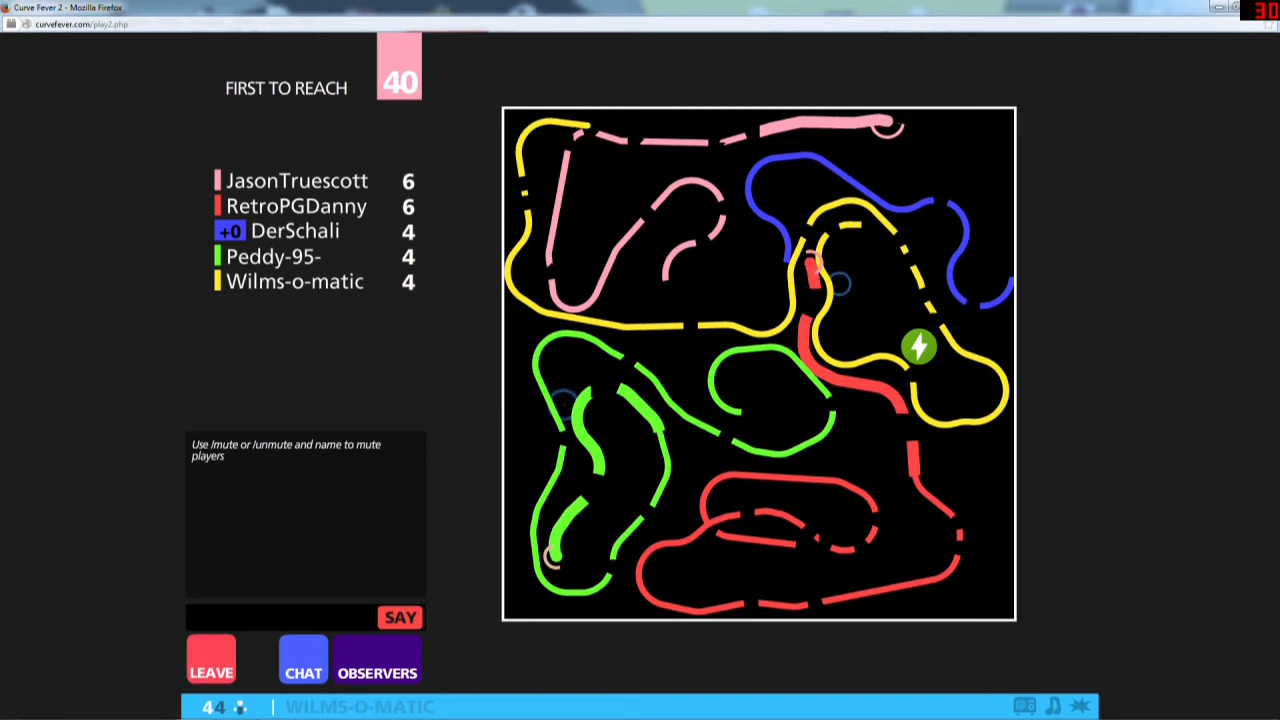 Curve Fever 2 - Mozilla Firefox
30
curvefever.com/play2.php
FIRST TO REACH
40
JasonTruescott 6
RetroPGDanny 6
+0 DerSchali 4
Peddy-95- 4
Wilms-o-matic 4
Use /mute or /unmute and name to mute
players
SAY
LEAVE
CHAT
OBSERVERS
44
WILMS-O-MATIC